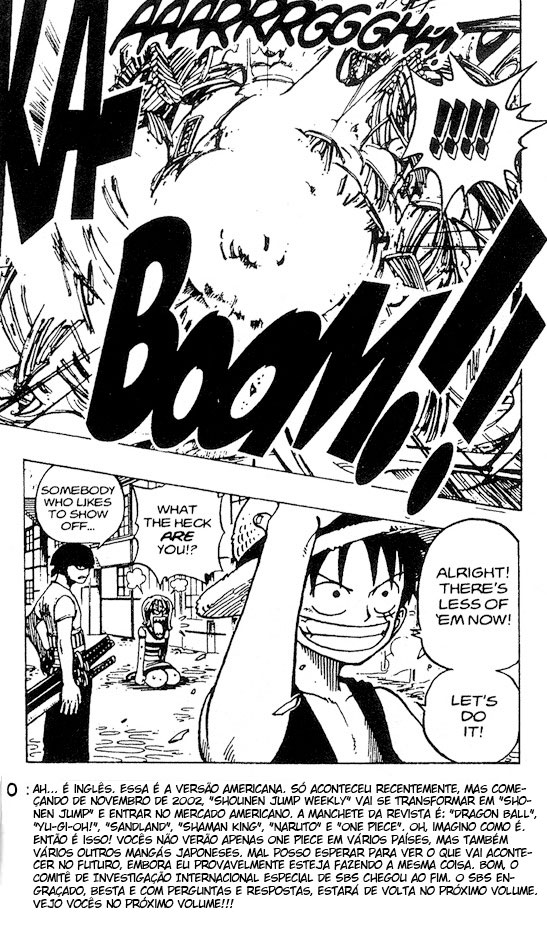 AAARRRRGGGH!!!
!!!!
KA-
BOOM!!
SOMEBODY
WHO LIKES
TO SHOW
OFF...
WHAT
THE HECK
ARE
YOU!?
ALRIGHT!
THERE'S
LESS OF
'EM NOW!
LET'S
DO
IT!
O : AH... É INGLÊS. ESSA É A VERSÃO AMERICANA. SÓ ACONTECEU RECENTEMENTE, MAS COME-
ÇANDO DE NOVEMBRO DE 2002, "SHOUNEN JUMP WEEKLY" VAI SE TRANSFORMAR EM "SHO-
NEN JUMP" E ENTRAR NO MERCADO AMERICANO. A MANCHETE DA REVISTA É: "DRAGON BALL",
"YU-GI-OH!", "SANDLAND", "SHAMAN KING", "NARUTO" E "ONE PIECE". OH, IMAGINO COMO É.
ENTÃO É ISSO! VOCÊS NÃO VERÃO APENAS ONE PIECE EM VÁRIOS PAÍSES, MAS TAMBÉM
VÁRIOS OUTROS MANGÁS JAPONESES. MAL POSSO ESPERAR PARA VER O QUE VAI ACONTE-
CER NO FUTURO, EMBORA EU PROVAVELMENTE ESTEJA FAZENDO A MESMA COISA. BOM, O
COMITÊ DE INVESTIGAÇÃO INTERNACIONAL ESPECIAL DE SBS CHEGOU AO FIM. O SBS EN-
GRAÇADO, BESTA E COM PERGUNTAS E RESPOSTAS, ESTARÁ DE VOLTA NO PRÓXIMO VOLUME.
VEJO VOCÊS NO PRÓXIMO VOLUME!!!